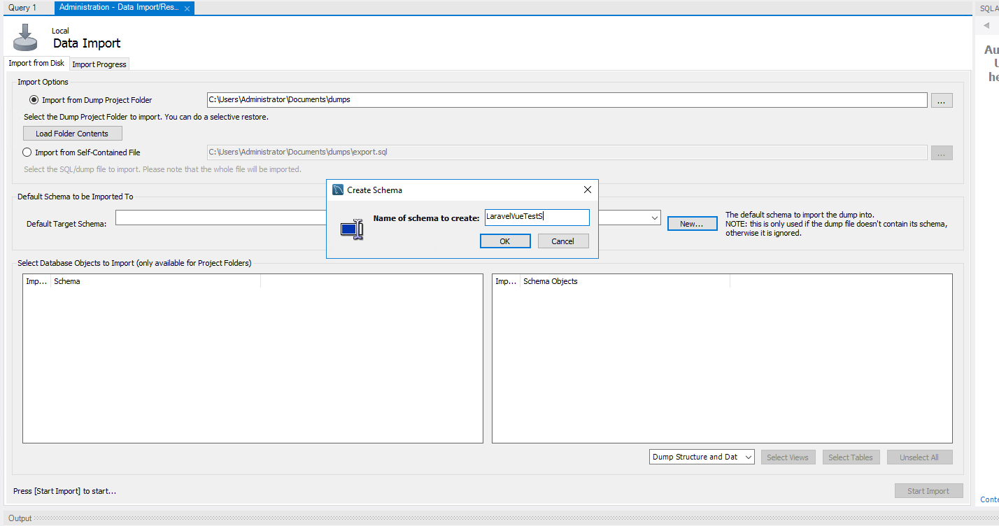 Query 1
Administration - Data Import/Res...
SQLA
Local
Data Import
Au
U
he
Import from Disk
Import Progress
Import Options
Import from Dump Project Folder
C:\Users\Administrator\Documents\dumps
...
Select the Dump Project Folder to import. You can do a selective restore.
Load Folder Contents
Import from Self-Contained File
C:\Users\Administrator\Documents\dumps\export.sql
...
Select the SQL/dump file to import. Please note that the whole file will be imported.
Create Schema
Default Schema to be Imported To
Name of schema to create:
LaravelVueTestS
OK
Cancel
Default Target Schema:
New...
The default schema to import the dump into.
NOTE: this is only used if the dump file doesn't contain its schema,
otherwise it is ignored.
Select Database Objects to Import (only available for Project Folders)
Imp...
Schema
Imp...
Schema Objects
Dump Structure and Dat
Select Views
Select Tables
Unselect All
Press [Start Import] to start...
Start Import
Conte
Output